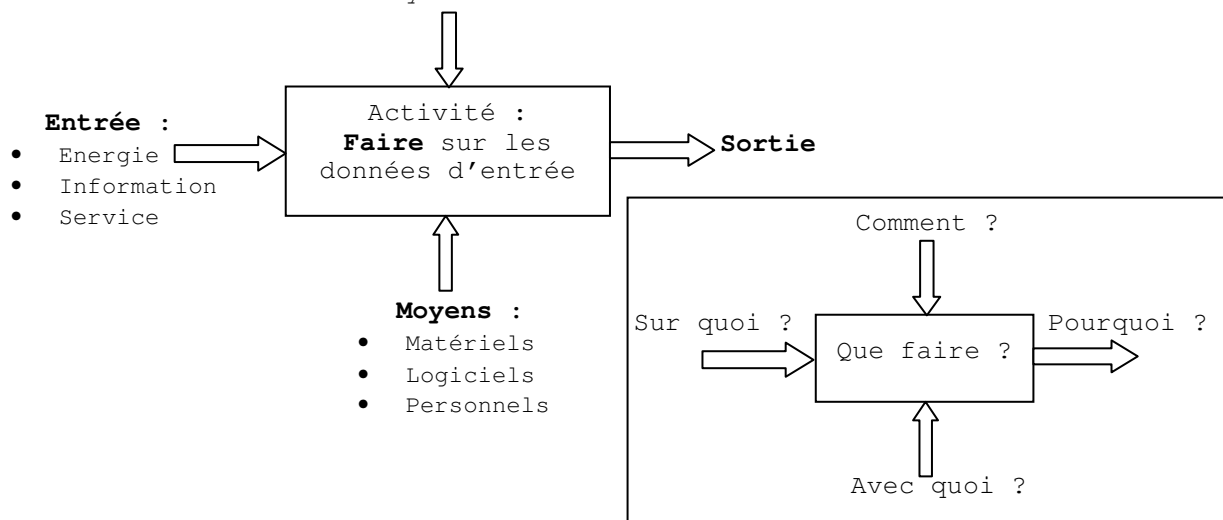 Activité :
Faire sur les
données d’entrée
Entrée :
• Energie
• Information
• Service
Sortie
Moyens :
• Matériels
• Logiciels
• Personnels
Comment ?
Sur quoi ?
Que faire ?
Pourquoi ?
Avec quoi ?